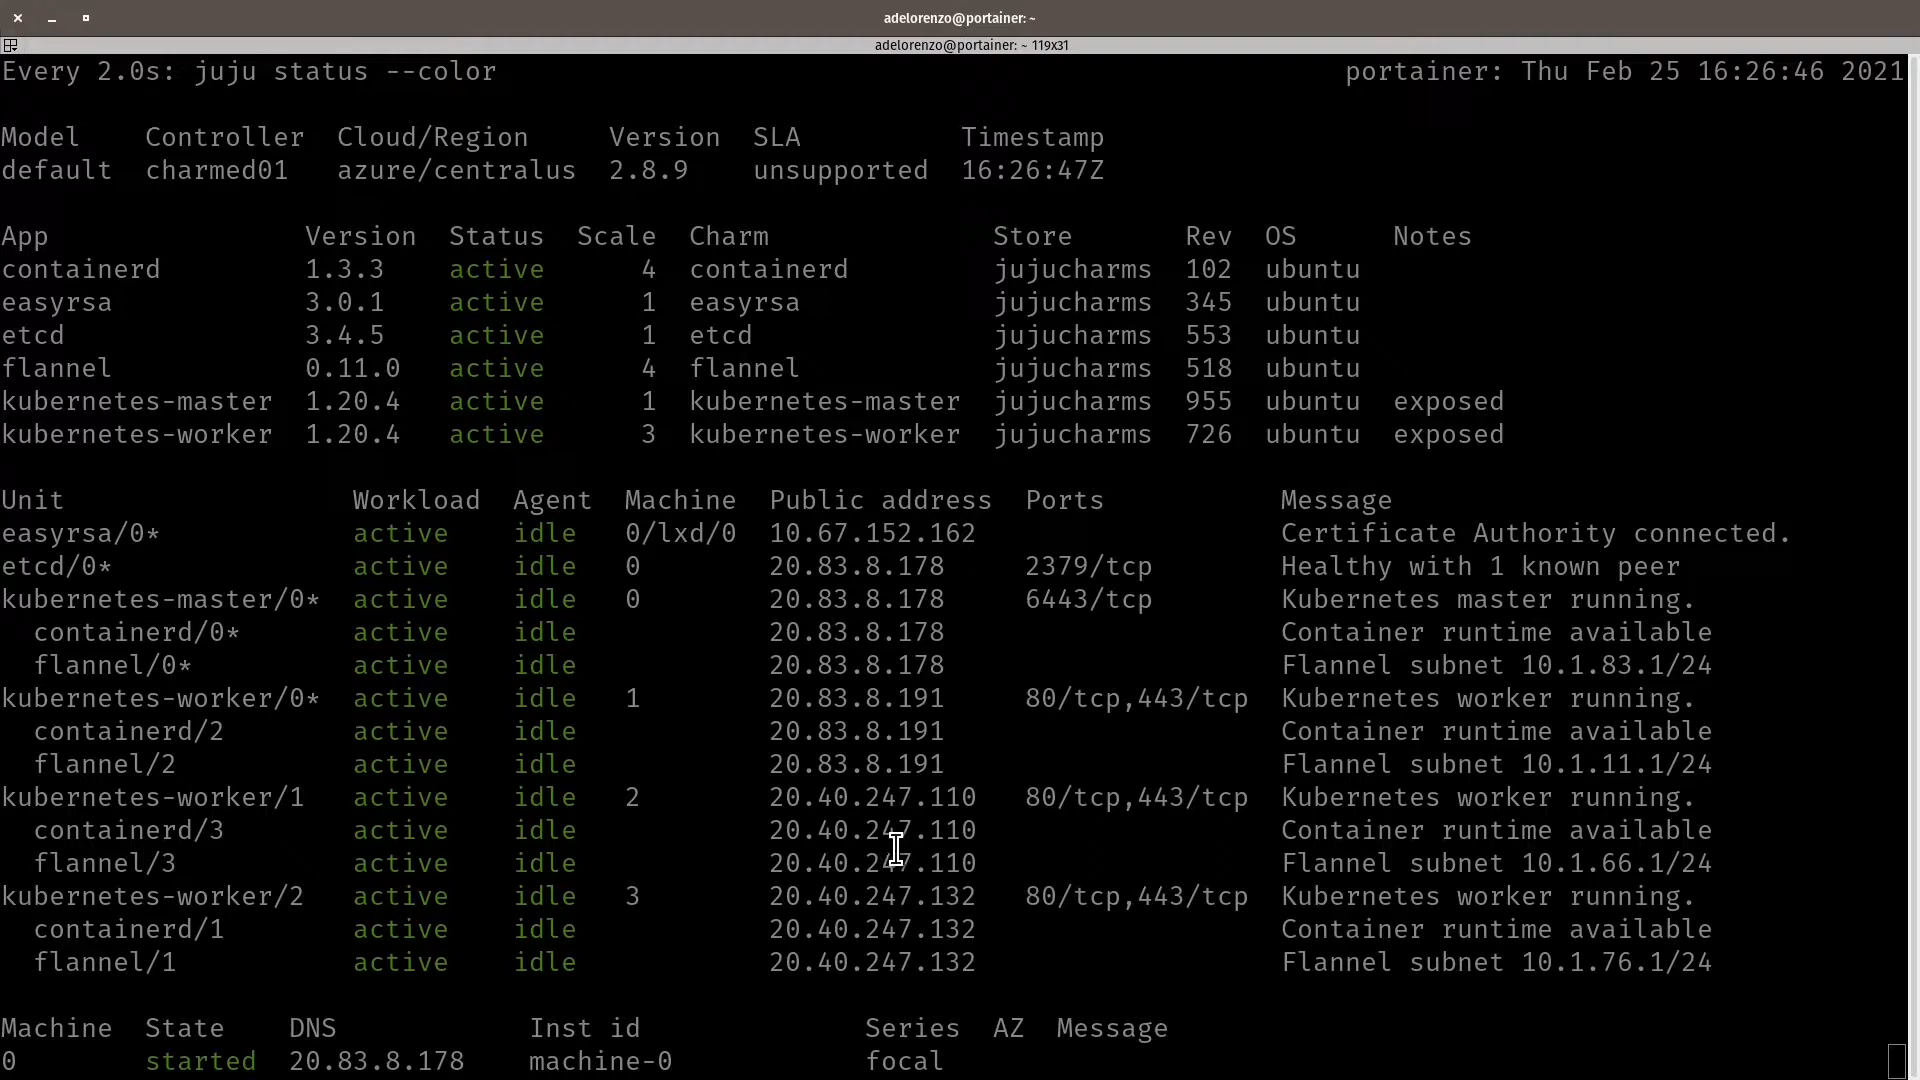 adelorenzo@portainer: ~
adelorenzo@portainer: ~ 119x31
Every 2.0s: juju status --color                    portainer: Thu Feb 25 16:26:46 2021
Model    Controller  Cloud/Region     Version  SLA          Timestamp
default  charmed01   azure/centralus  2.8.9    unsupported  16:26:47Z
App                Version  Status  Scale  Charm              Store       Rev  OS      Notes
containerd         1.3.3    active      4  containerd         jujucharms  102  ubuntu
easyrsa            3.0.1    active      1  easyrsa            jujucharms  345  ubuntu
etcd               3.4.5    active      1  etcd               jujucharms  553  ubuntu
flannel            0.11.0   active      4  flannel            jujucharms  518  ubuntu
kubernetes-master  1.20.4   active      1  kubernetes-master  jujucharms  955  ubuntu  exposed
kubernetes-worker  1.20.4   active      3  kubernetes-worker  jujucharms  726  ubuntu  exposed
Unit                  Workload  Agent  Machine  Public address  Ports           Message
easyrsa/0*            active    idle   0/lxd/0  10.67.152.162                   Certificate Authority connected.
etcd/0*               active    idle   0        20.83.8.178     2379/tcp        Healthy with 1 known peer
kubernetes-master/0*  active    idle   0        20.83.8.178     6443/tcp        Kubernetes master running.
  containerd/0*       active    idle            20.83.8.178                     Container runtime available
  flannel/0*          active    idle            20.83.8.178                     Flannel subnet 10.1.83.1/24
kubernetes-worker/0*  active    idle   1        20.83.8.191     80/tcp,443/tcp  Kubernetes worker running.
  containerd/2        active    idle            20.83.8.191                     Container runtime available
  flannel/2           active    idle            20.83.8.191                     Flannel subnet 10.1.11.1/24
kubernetes-worker/1   active    idle   2        20.40.247.110   80/tcp,443/tcp  Kubernetes worker running.
  containerd/3        active    idle            20.40.247.110                   Container runtime available
  flannel/3           active    idle            20.40.247.110                   Flannel subnet 10.1.66.1/24
kubernetes-worker/2   active    idle   3        20.40.247.132   80/tcp,443/tcp  Kubernetes worker running.
  containerd/1        active    idle            20.40.247.132                   Container runtime available
  flannel/1           active    idle            20.40.247.132                   Flannel subnet 10.1.76.1/24
Machine  State    DNS            Inst id              Series  AZ  Message
0        started  20.83.8.178    machine-0            focal